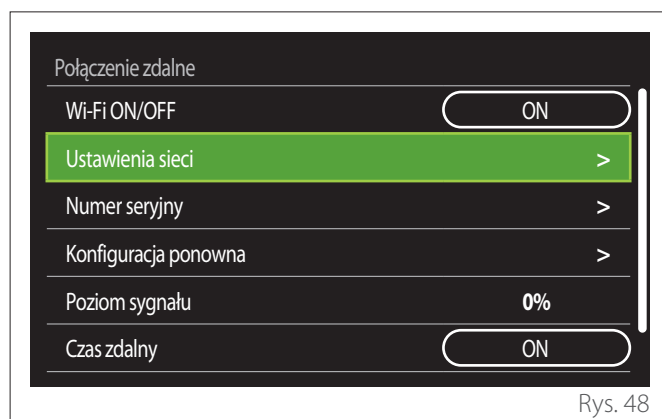 Połączenie zdalne
Wi-Fi ON/OFF ON
Ustawienia sieci >
Numer seryjny >
Konfiguracja ponowna >
Poziom sygnału 0%
Czas zdalny ON
Rys. 48